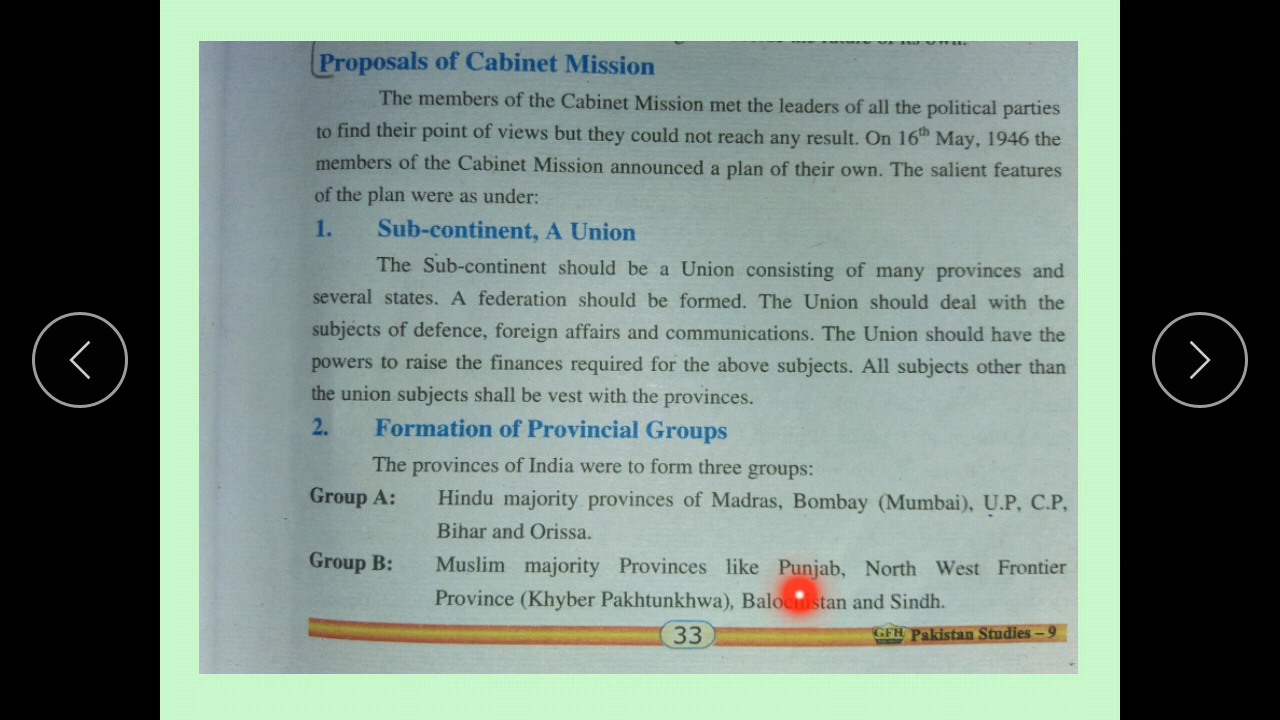 Proposals of Cabinet Mission
The members of the Cabinet Mission met the leaders of all the political parties
to find their point of views but they could not reach any result. On 16th May, 1946 the
members of the Cabinet Mission announced a plan of their own. The salient features
of the plan were as under:
1. Sub-continent, A Union
The Sub-continent should be a Union consisting of many provinces and
several states. A federation should be formed. The Union should deal with the
subjects of defence, foreign affairs and communications. The Union should have the
powers to raise the finances required for the above subjects. All subjects other than
the union subjects shall be vest with the provinces.
2. Formation of Provincial Groups
The provinces of India were to form three groups:
Group A: Hindu majority provinces of Madras, Bombay (Mumbai), U.P, C.P,
Bihar and Orissa.
Group B: Muslim majority Provinces like Punjab, North West Frontier
Province (Khyber Pakhtunkhwa), Balochistan and Sindh.
33 GFH Pakistan Studies – 9